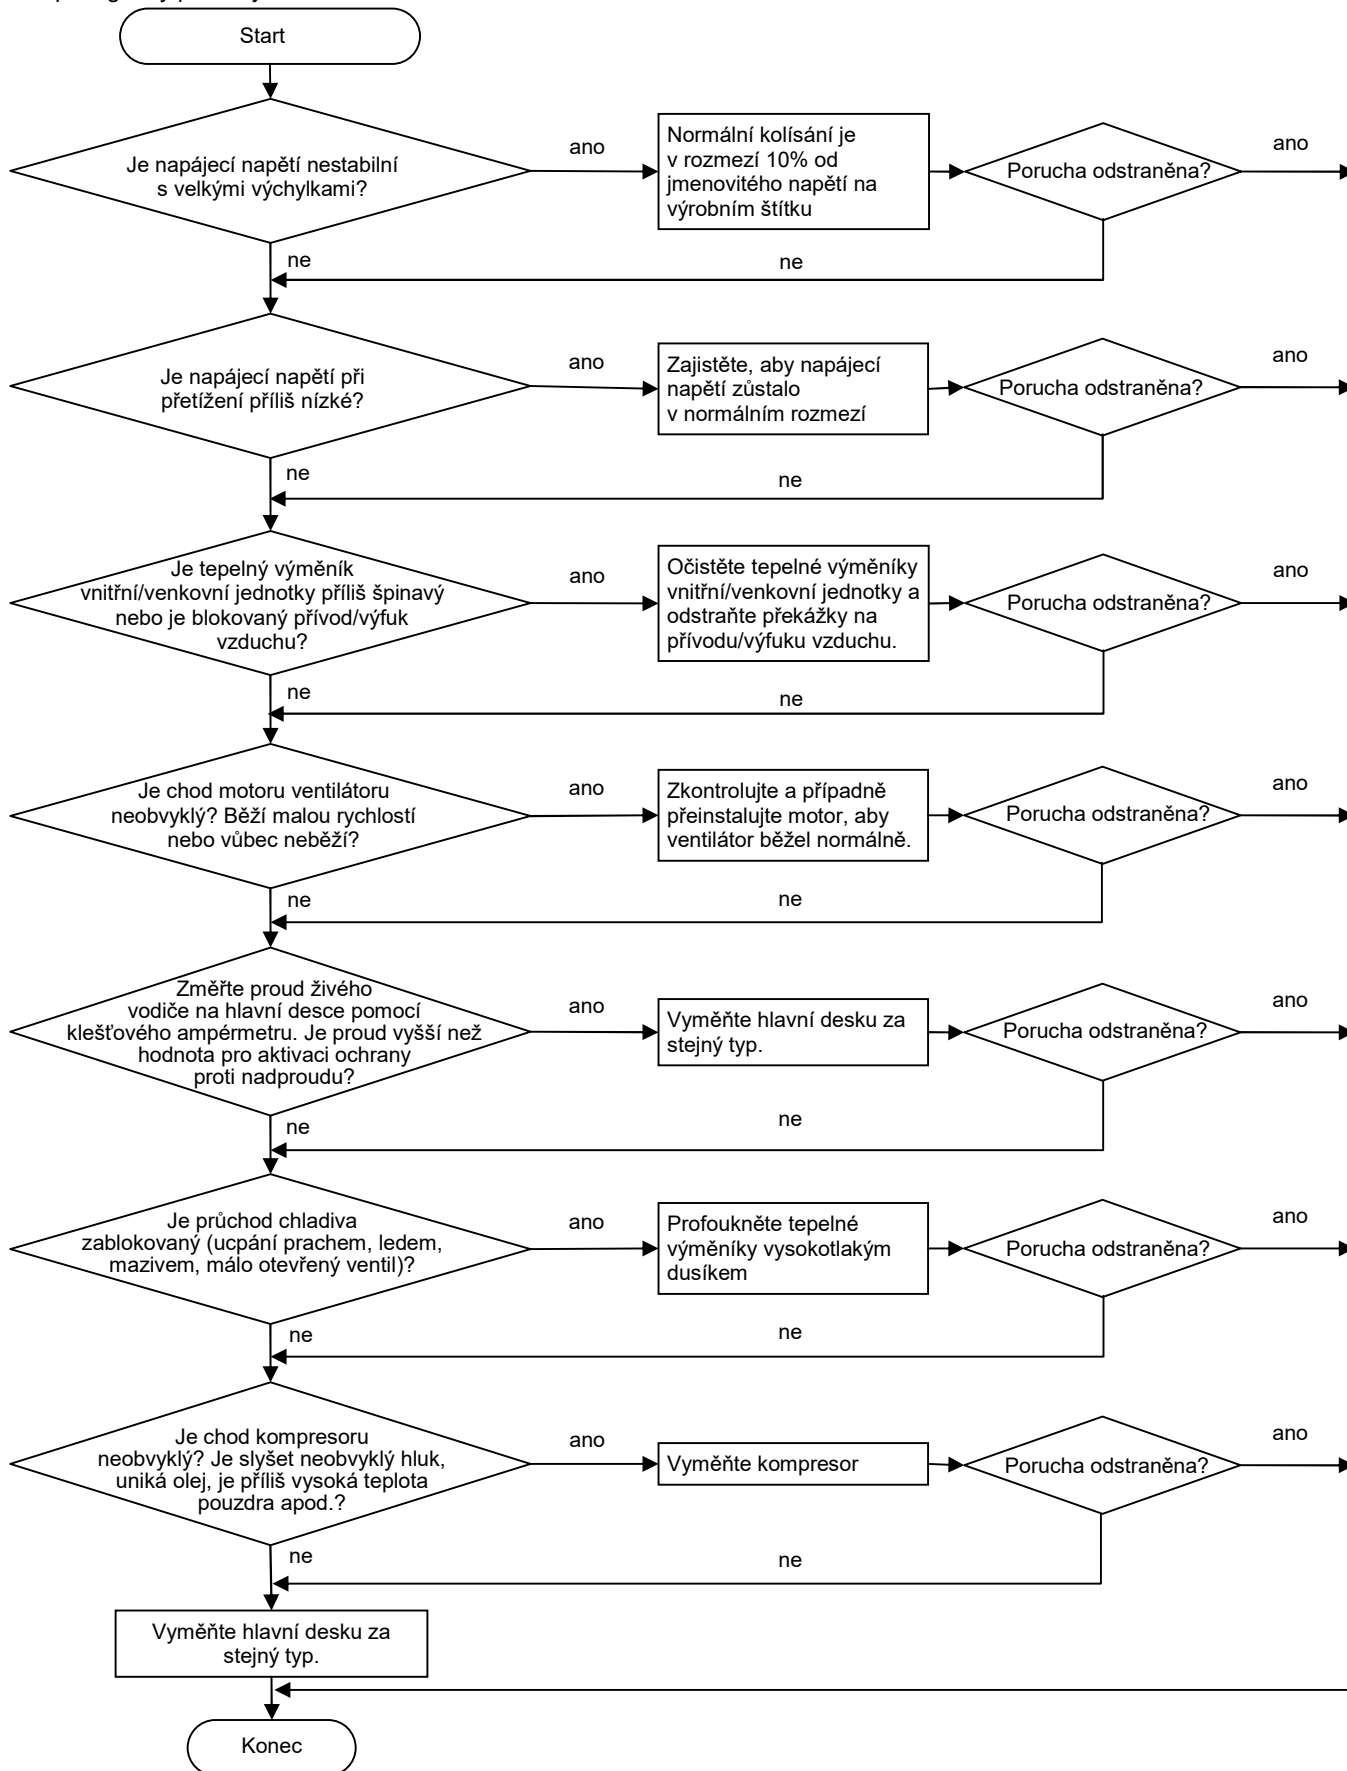 Start
Je napájecí napětí nestabilní
s velkými výchylkami?
ano
Normální kolísání je
v rozmezí 10% od
jmenovitého napětí na
výrobním štítku
Porucha odstraněna?
ano
ne
ne
Je napájecí napětí při
přetížení příliš nízké?
ano
Zajistěte, aby napájecí
napětí zůstalo
v normálním rozmezí
Porucha odstraněna?
ano
ne
ne
Je tepelný výměník
vnitřní/venkovní jednotky příliš špinavý
nebo je blokovaný přívod/výfuk
vzduchu?
ano
Očistěte tepelné výměníky
vnitřní/venkovní jednotky a
odstraňte překážky na
přívodu/výfuku vzduchu.
Porucha odstraněna?
ano
ne
ne
Je chod motoru ventilátoru
neobvyklý? Běží malou rychlostí
nebo vůbec neběží?
ano
Zkontrolujte a případně
přeinstalujte motor, aby
ventilátor běžel normálně.
Porucha odstraněna?
ano
ne
ne
Změřte proud živého
vodiče na hlavní desce pomocí
klešťového ampérmetru. Je proud vyšší než
hodnota pro aktivaci ochrany
proti nadproudu?
ano
Vyměňte hlavní desku za
stejný typ.
Porucha odstraněna?
ano
ne
ne
Je průchod chladiva
zablokovaný (ucpání prachem, ledem,
mazivem, málo otevřený ventil)?
ano
Profoukněte tepelné
výměníky vysokotlakým
dusíkem
Porucha odstraněna?
ano
ne
ne
Je chod kompresoru
neobvyklý? Je slyšet neobvyklý hluk,
uniká olej, je příliš vysoká teplota
pouzdra apod.?
ano
Vyměňte kompresor
Porucha odstraněna?
ano
ne
ne
Vyměňte hlavní desku za
stejný typ.
Konec